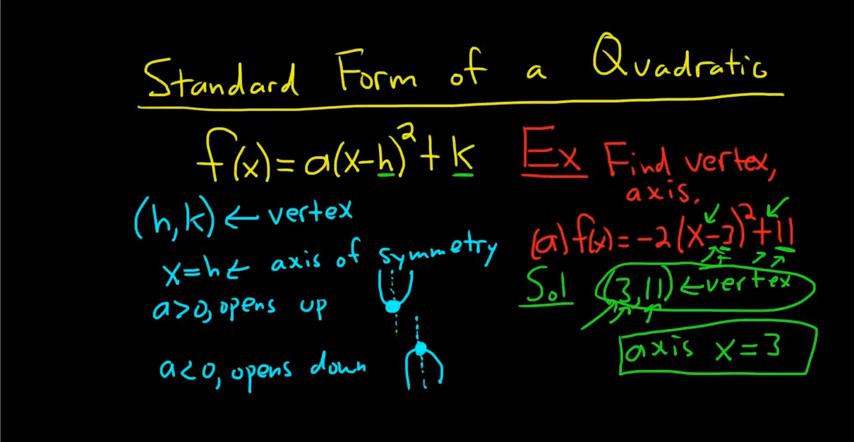 Standard Form of a Quadratic
f(x) = a(x-h)² + k
(h, k) ← vertex
x=h ← axis of symmetry
a>0, opens up
a<0, opens down
Ex Find vertex,
axis.
(a) f(x) = -2(x-3)² + 11
Sol (3, 11) ← vertex
axis x=3